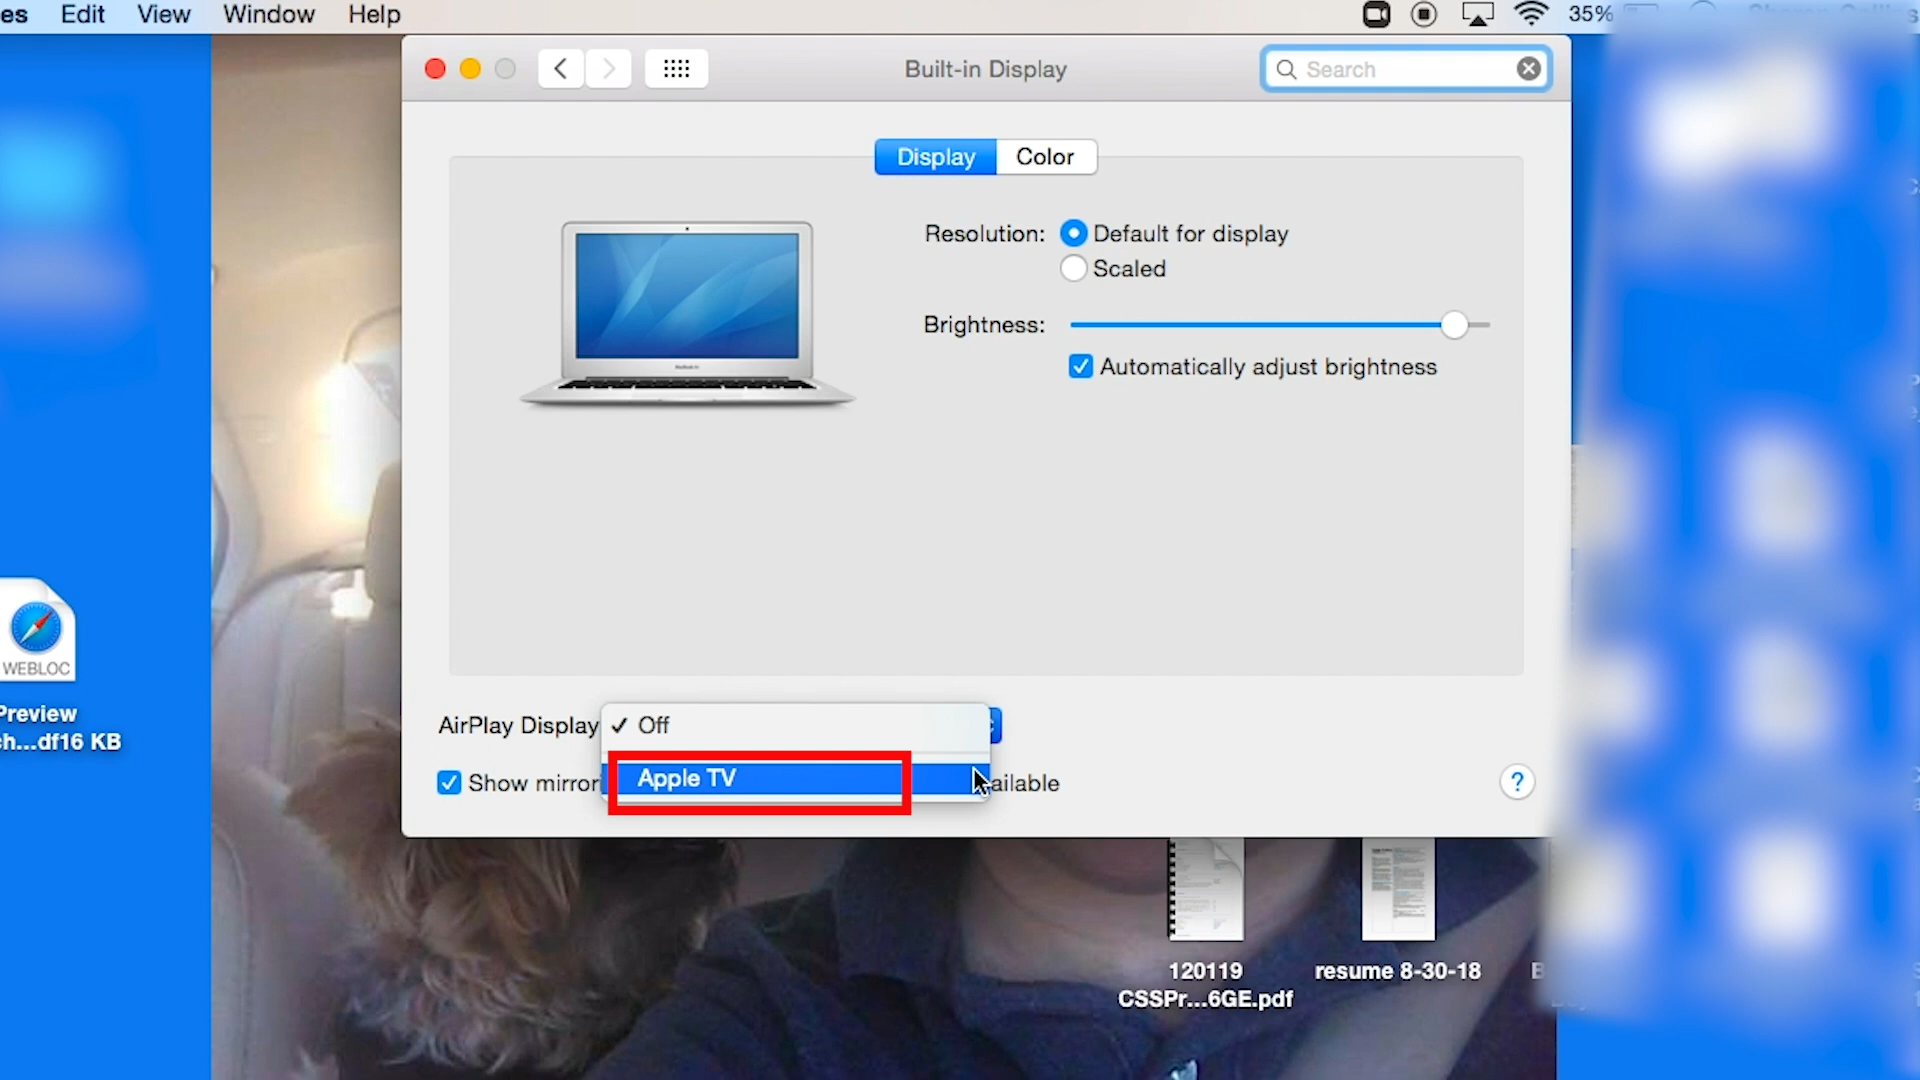 es Edit View Window Help 35%
Built-in Display
Search
Display Color
Resolution: Default for display
Scaled
Brightness:
Automatically adjust brightness
AirPlay Display Off
Apple TV
Show mirror ailable
?
WEBLOC
Preview
ch...df16 KB
120119
CSSPr...6GE.pdf
resume 8-30-18